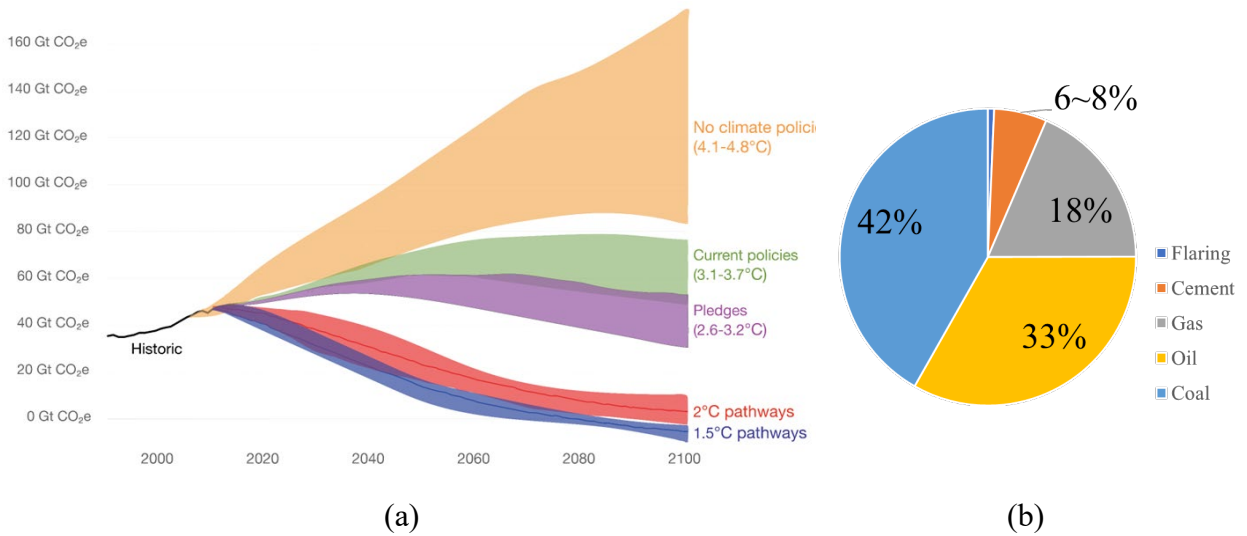 160 Gt CO₂e
140 Gt CO₂e
120 Gt CO₂e
100 Gt CO₂e
80 Gt CO₂e
60 Gt CO₂e
40 Gt CO₂e
20 Gt CO₂e
0 Gt CO₂e
Historic
No climate polici
(4.1-4.8°C)
Current policies
(3.1-3.7°C)
Pledges
(2.6-3.2°C)
2°C pathways
1.5°C pathways
2000 2020 2040 2060 2080 2100
(a)
6~8%
18%
33%
42%
Flaring
Cement
Gas
Oil
Coal
(b)